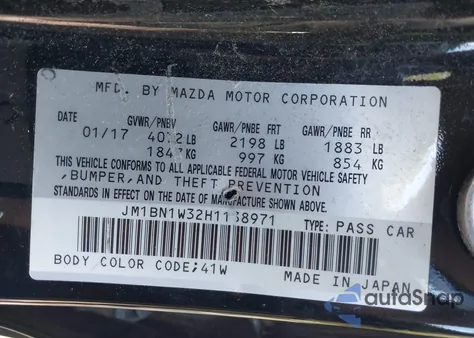 MFD. BY MAZDA MOTOR CORPORATION
DATE GVWR/PNBV GAWR/PNBE FRT GAWR/PNBE RR
01/17 LB 2198 LB 1883 LB
KG 997 KG 854 KG
THIS VEHICLE CONFORMS TO ALL APPLICABLE FEDERAL MOTOR VEHICLE SAFETY
,BUMPER,AND THEFT PREVENTION
STANDARDS IN EFFECT ON THE DATE OF MANUFACTURE SHOWN ABOVE.
TYPE: PASS CAR
BODY COLOR CODE:41W MADE IN JAPAN
autoSnap